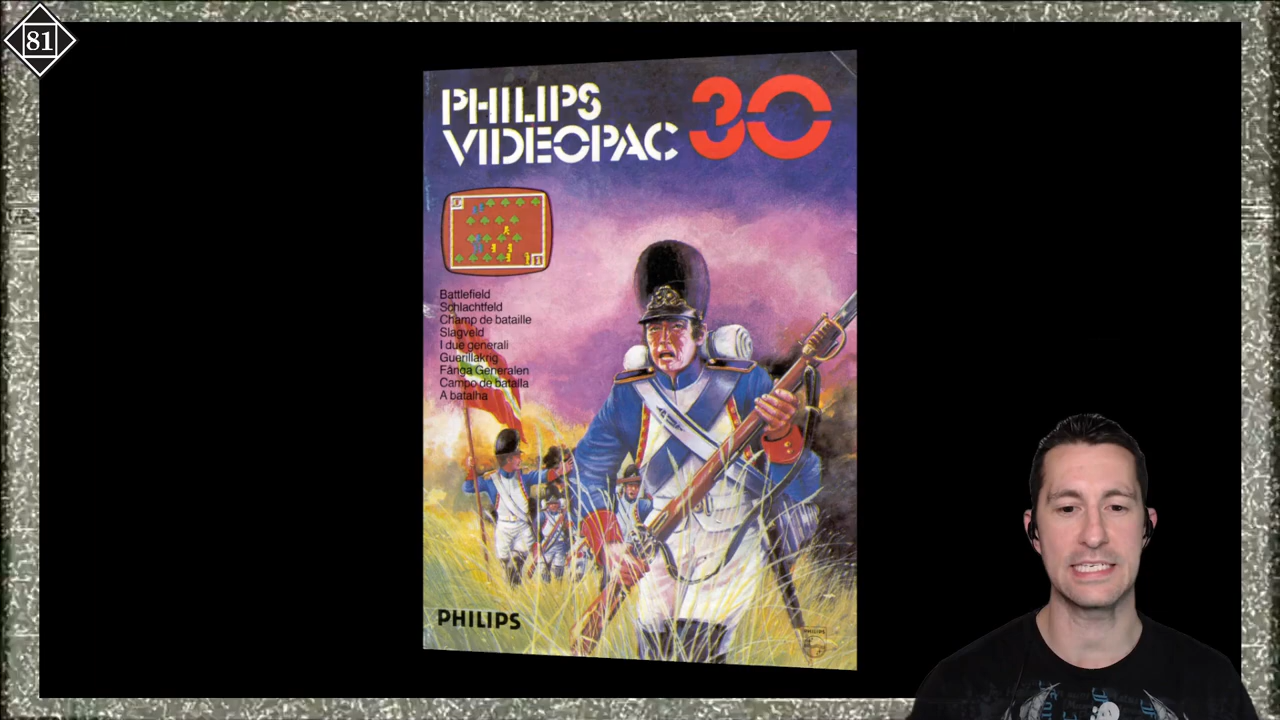 81
PHILIPS
VIDEOPAC 30
Battlefield
Schlachtfeld
Champ de bataille
Slagveld
I due generali
Guerillakrig
Fånga Generalen
Campo de batalla
A batalha
PHILIPS
PHILIPS